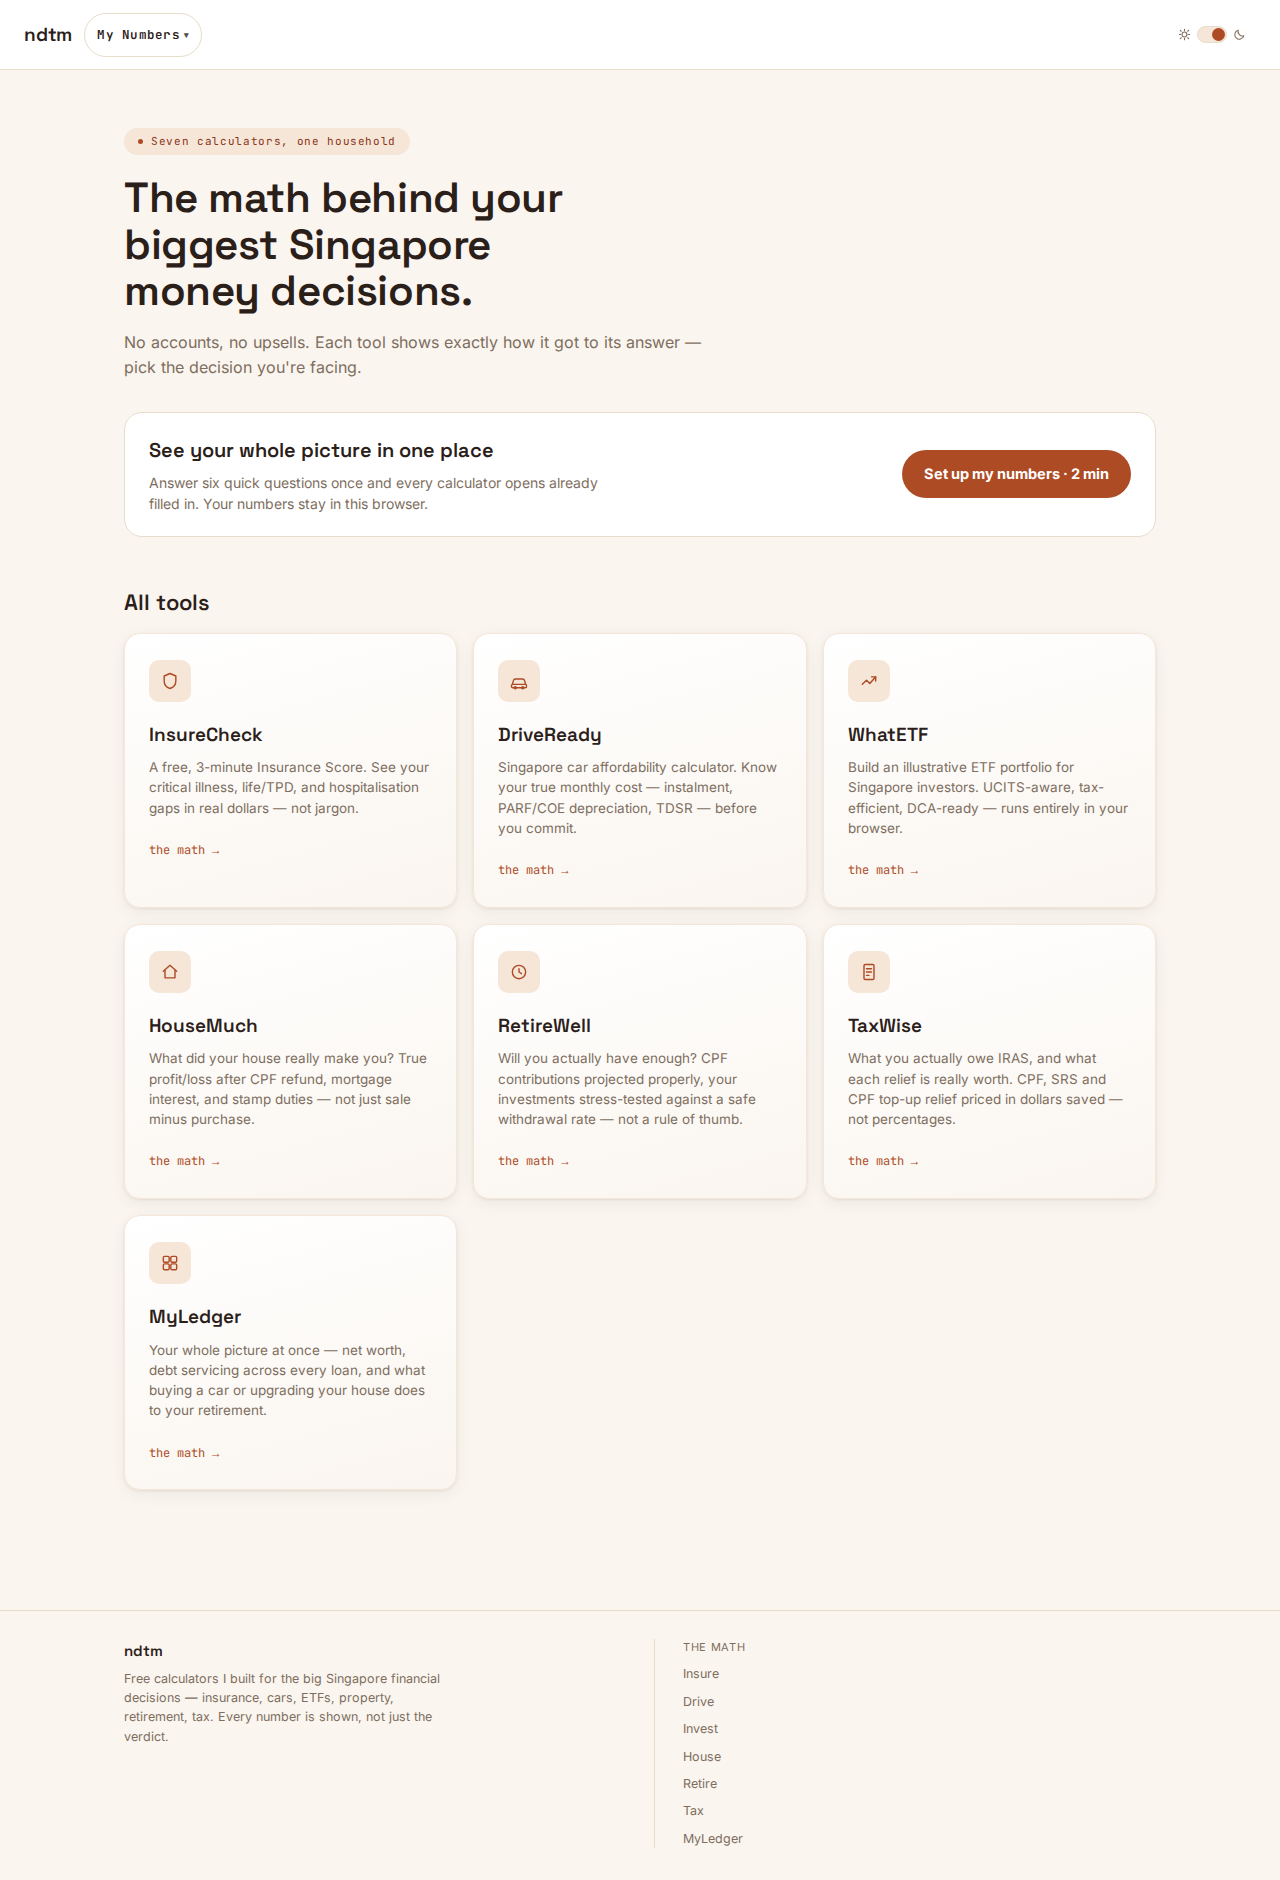 ndtm
My Numbers ▾
Seven calculators, one household
The math behind your
biggest Singapore
money decisions.
No accounts, no upsells. Each tool shows exactly how it got to its answer —
pick the decision you're facing.
See your whole picture in one place
Answer six quick questions once and every calculator opens already
filled in. Your numbers stay in this browser.
Set up my numbers · 2 min
All tools
InsureCheck
A free, 3-minute Insurance Score. See your
critical illness, life/TPD, and hospitalisation
gaps in real dollars — not jargon.
the math →
DriveReady
Singapore car affordability calculator. Know
your true monthly cost — instalment,
PARF/COE depreciation, TDSR — before
you commit.
the math →
WhatETF
Build an illustrative ETF portfolio for
Singapore investors. UCITS-aware, tax-
efficient, DCA-ready — runs entirely in your
browser.
the math →
HouseMuch
What did your house really make you? True
profit/loss after CPF refund, mortgage
interest, and stamp duties — not just sale
minus purchase.
the math →
RetireWell
Will you actually have enough? CPF
contributions projected properly, your
investments stress-tested against a safe
withdrawal rate — not a rule of thumb.
the math →
TaxWise
What you actually owe IRAS, and what
each relief is really worth. CPF, SRS and
CPF top-up relief priced in dollars saved —
not percentages.
the math →
MyLedger
Your whole picture at once — net worth,
debt servicing across every loan, and what
buying a car or upgrading your house does
to your retirement.
the math →
ndtm
Free calculators I built for the big Singapore financial
decisions — insurance, cars, ETFs, property,
retirement, tax. Every number is shown, not just the
verdict.
THE MATH
Insure
Drive
Invest
House
Retire
Tax
MyLedger